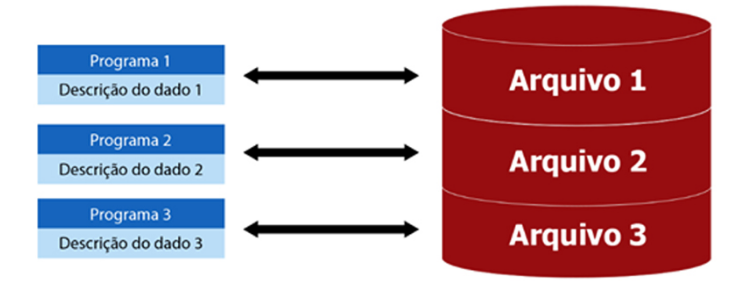 Programa 1
Descrição do dado 1
Arquivo 1
Programa 2
Descrição do dado 2
Arquivo 2
Programa 3
Descrição do dado 3
Arquivo 3